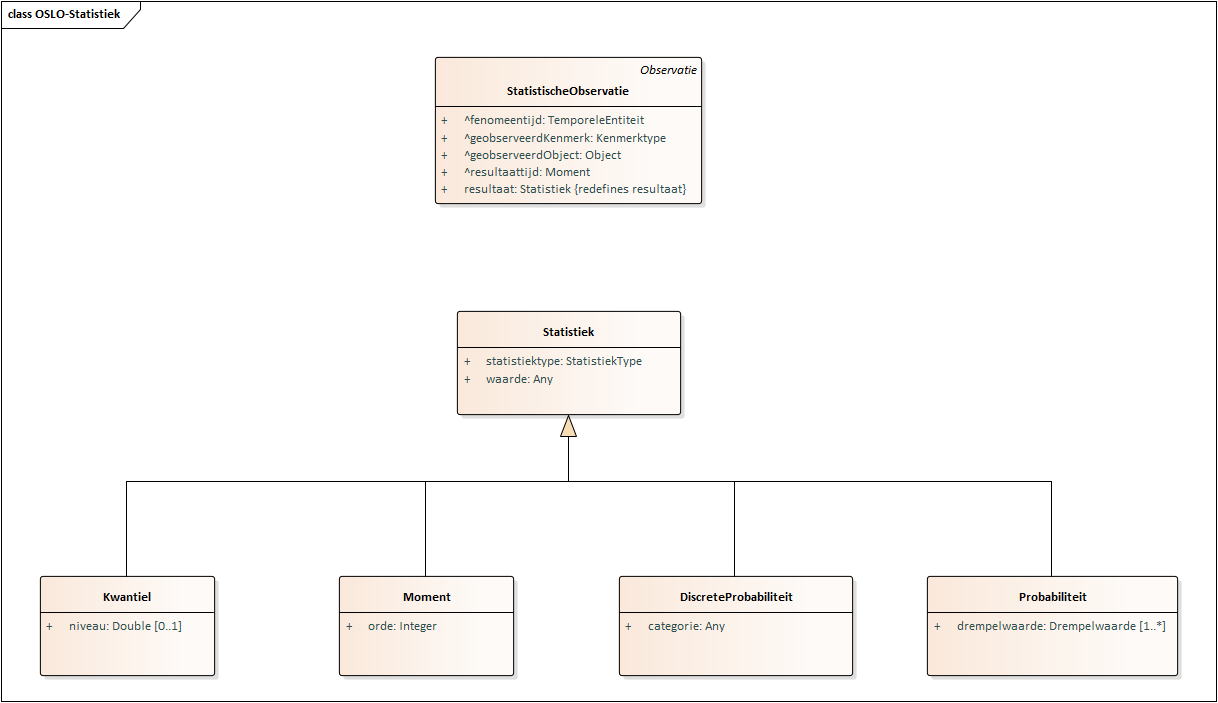 class OSLO-Statistiek
Observatie
StatistischeObservatie
+ ^fenomeentijd: TemporeleEntiteit
+ ^geobserveerdKenmerk: Kenmerktype
+ ^geobserveerdObject: Object
+ ^resultaattijd: Moment
+ resultaat: Statistiek {redefines resultaat}
Statistiek
+ statistiektype: StatistiekType
+ waarde: Any
Kwantiel
+ niveau: Double [0..1]
Moment
+ orde: Integer
DiscreteProbabiliteit
+ categorie: Any
Probabiliteit
+ drempelwaarde: Drempelwaarde [1..*]